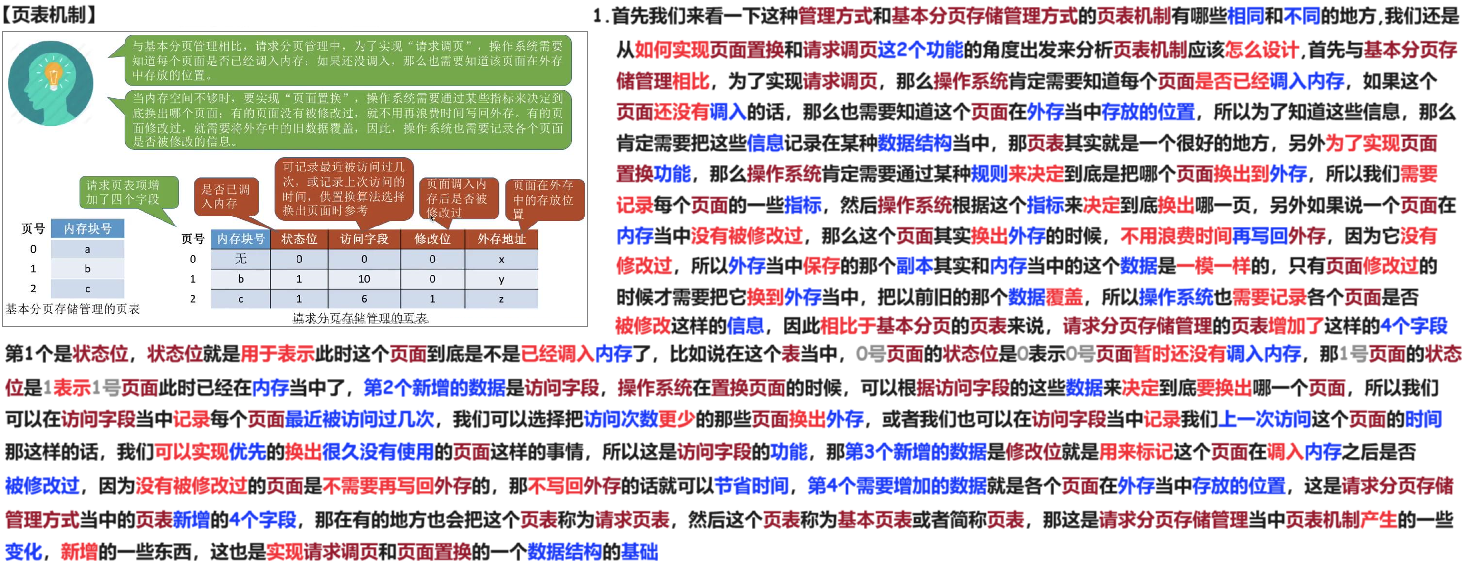 【页表机制】
与基本分页管理相比，请求分页管理中，为了实现“请求调页”，操作系统需要
知道每个页面是否已经调入内存；如果还没调入，那么也需要知道该页面在外存
中存放的位置。
当内存空间不够时，要实现“页面置换”，操作系统需要通过某些指标来决定到
底换出哪个页面；有的页面没有被修改过，就不用再浪费时间写回外存。有的页
面修改过，就需要将外存中的旧数据覆盖，因此，操作系统也需要记录各个页面
是否被修改的信息。
请求页表项增
加了四个字段
是否已调
入内存
可记录最近被访问过几
次，或记录上次访问的
时间，供置换算法选择
换出页面时参考
页面调入内
存后是否被
修改过
页面在外存
中的存放位
置
页号 内存块号
0 a
1 b
2 c
基本分页存储管理的页表
页号 内存块号 状态位 访问字段 修改位 外存地址
0 无 0 0 0 x
1 b 1 10 0 y
2 c 1 6 1 z
请求分页存储管理的页表
1.首先我们来看一下这种管理方式和基本分页存储管理方式的页表机制有哪些相同和不同的地方,我们还是
从如何实现页面置换和请求调页这2个功能的角度出发来分析页表机制应该怎么设计,首先与基本分页存
储管理相比，为了实现请求调页，那么操作系统肯定需要知道每个页面是否已经调入内存，如果这个
页面还没有调入的话，那么也需要知道这个页面在外存当中存放的位置，所以为了知道这些信息，那么
肯定需要把这些信息记录在某种数据结构当中，那页表其实就是一个很好的地方，另外为了实现页面
置换功能，那么操作系统肯定需要通过某种规则来决定到底是把哪个页面换出到外存，所以我们需要
记录每个页面的一些指标，然后操作系统根据这个指标来决定到底换出哪一页，另外如果说一个页面在
内存当中没有被修改过，那么这个页面其实换出外存的时候，不用浪费时间再写回外存，因为它没有
修改过，所以外存当中保存的那个副本其实和内存当中的这个数据是一模一样的，只有页面修改过的
时候才需要把它换到外存当中，把以前旧的那个数据覆盖，所以操作系统也需要记录各个页面是否
被修改这样的信息，因此相比于基本分页的页表来说，请求分页存储管理的页表增加了这样的4个字段
第1个是状态位，状态位就是用于表示此时这个页面到底是不是已经调入内存了，比如说在这个表当中，0号页面的状态位是0表示0号页面暂时还没有调入内存，那1号页面的状态
位是1表示1号页面此时已经在内存当中了，第2个新增的数据是访问字段，操作系统在置换页面的时候，可以根据访问字段的这些数据来决定到底要换出哪一个页面，所以我们
可以在访问字段当中记录每个页面最近被访问过几次，我们可以选择把访问次数更少的那些页面换出外存，或者我们也可以在访问字段当中记录我们上一次访问这个页面的时间
那这样的话，我们可以实现优先的换出很久没有使用的页面这样的事情，所以这是访问字段的功能，那第3个新增的数据是修改位就是用来标记这个页面在调入内存之后是否
被修改过，因为没有被修改过的页面是不需要再写回外存的，那不写回外存的话就可以节省时间，第4个需要增加的数据就是各个页面在外存当中存放的位置，这是请求分页存储
管理方式当中的页表新增的4个字段，那在有的地方也会把这个页表称为请求页表，然后这个页表称为基本页表或者简称页表，那这是请求分页存储管理当中页表机制产生的一些
变化，新增的一些东西，这也是实现请求调页和页面置换的一个数据结构的基础